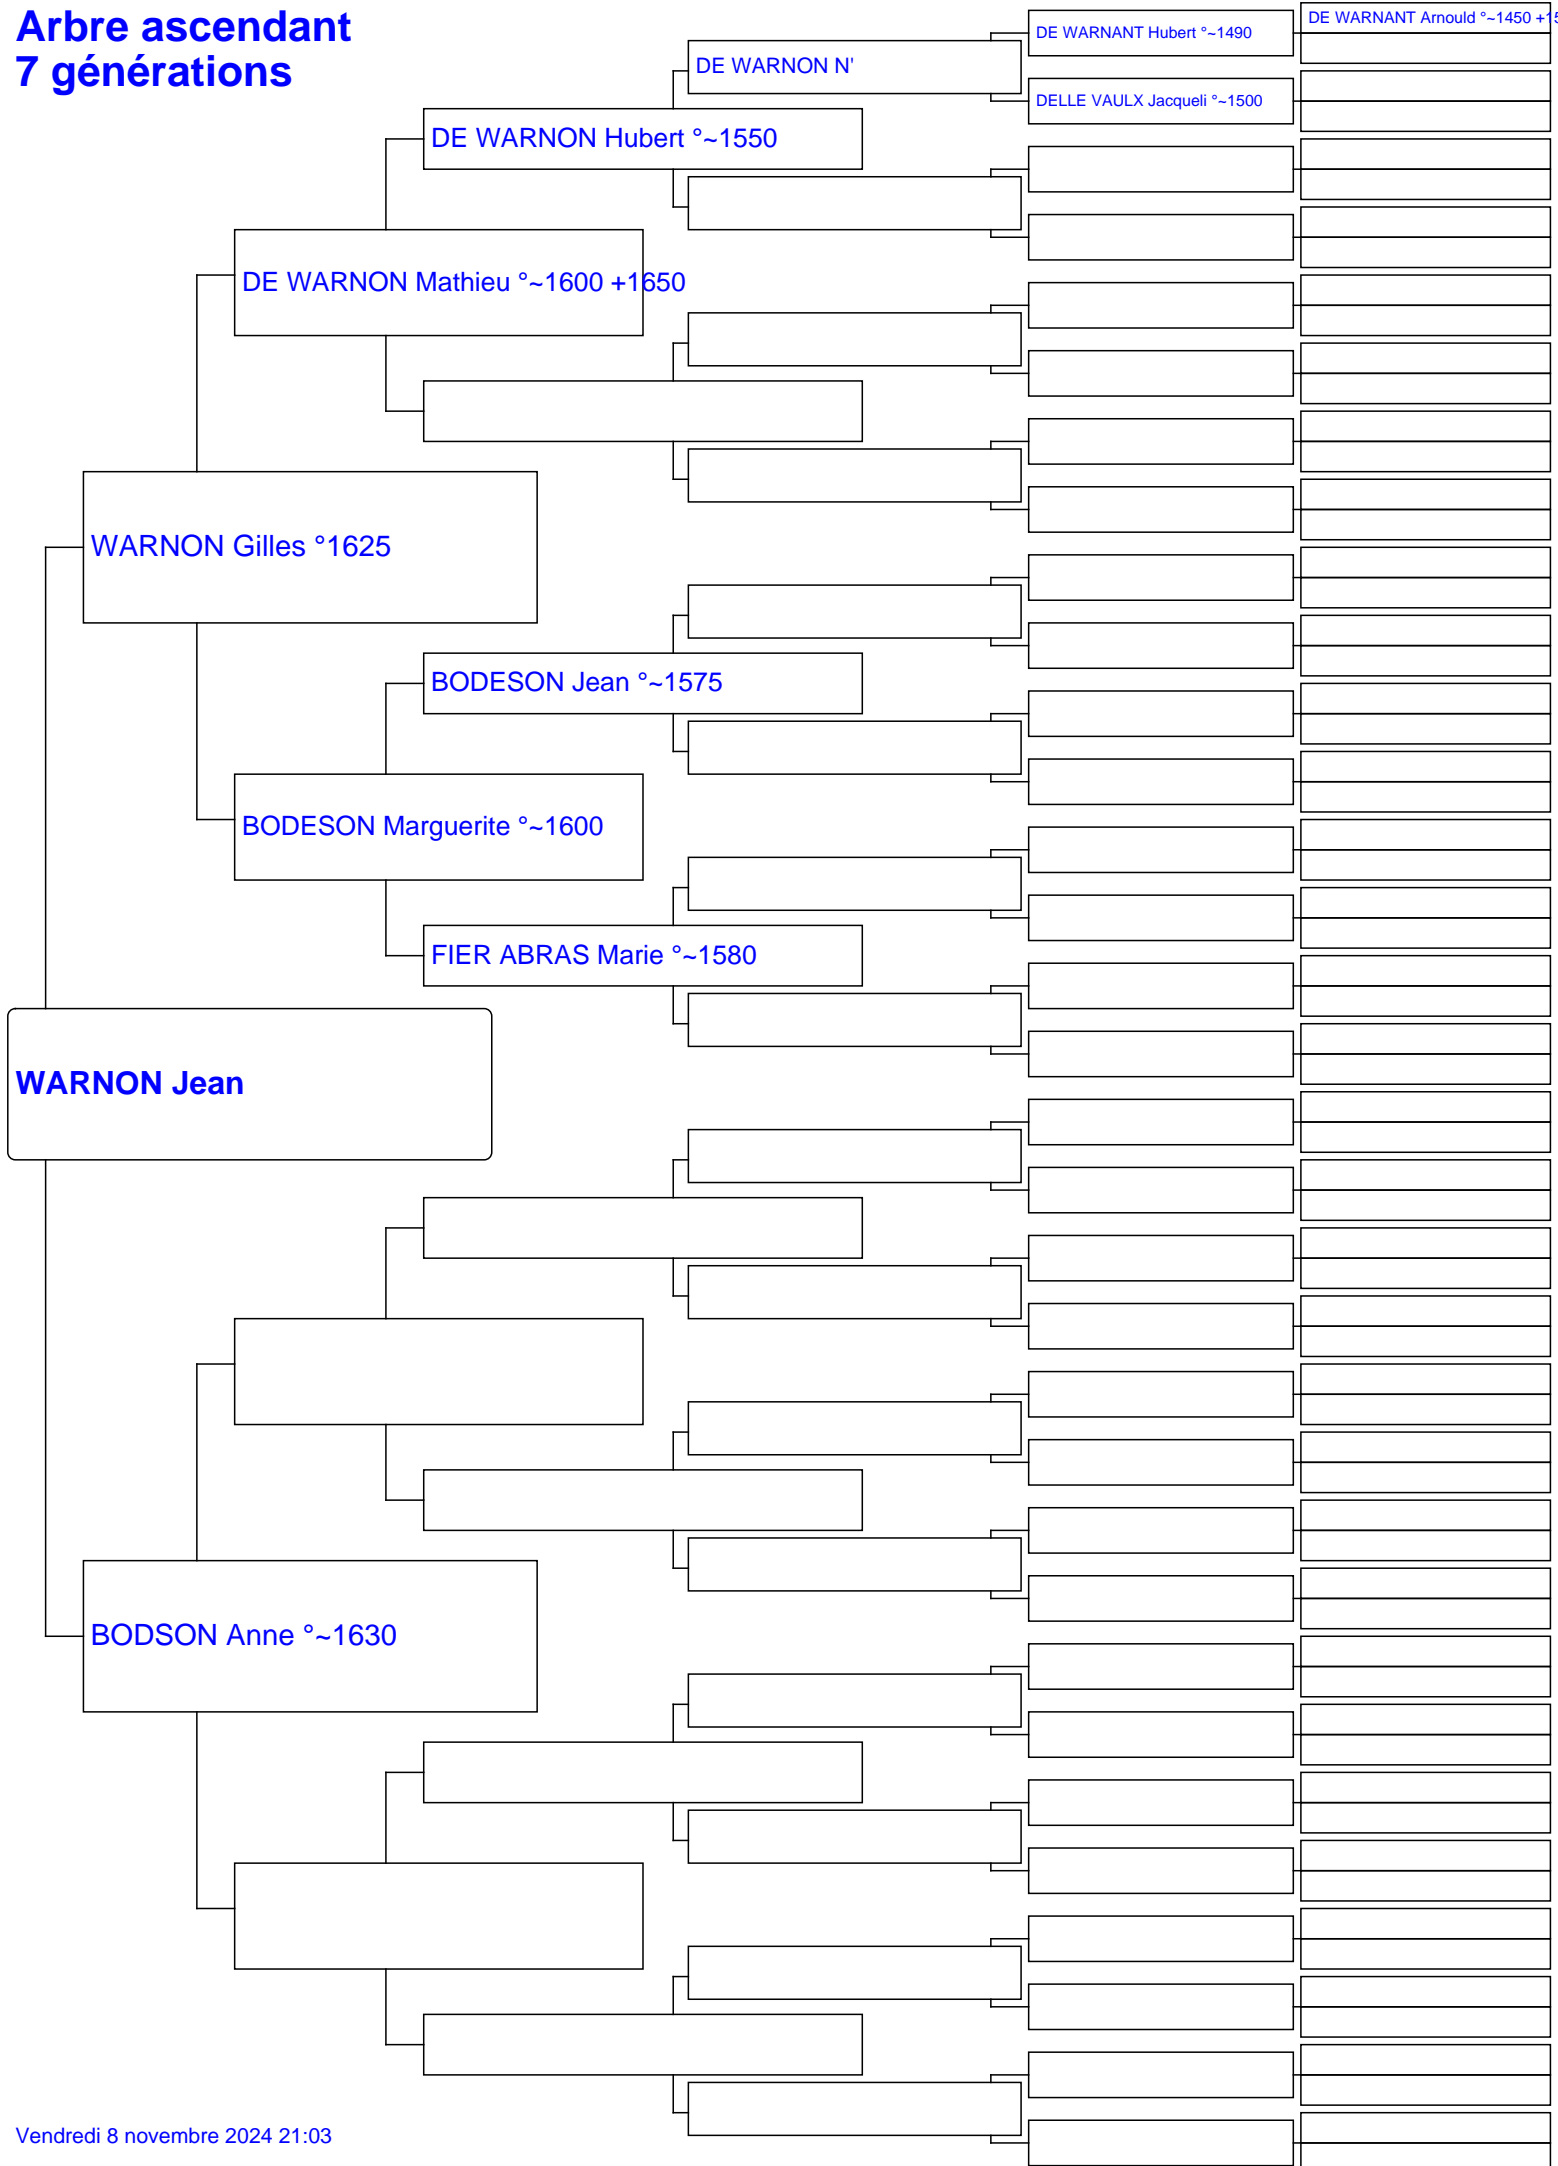 Arbre ascendant
7 générations
DE WARNANT Arnould °~1450 +15
DE WARNANT Hubert °~1490
DE WARNON N'
DELLE VAULX Jacqueli °~1500
DE WARNON Hubert °~1550
DE WARNON Mathieu °~1600 +1650
WARNON Gilles °1625
BODESON Jean °~1575
BODESON Marguerite °~1600
FIER ABRAS Marie °~1580
WARNON Jean
BODSON Anne °~1630
Vendredi 8 novembre 2024 21:03